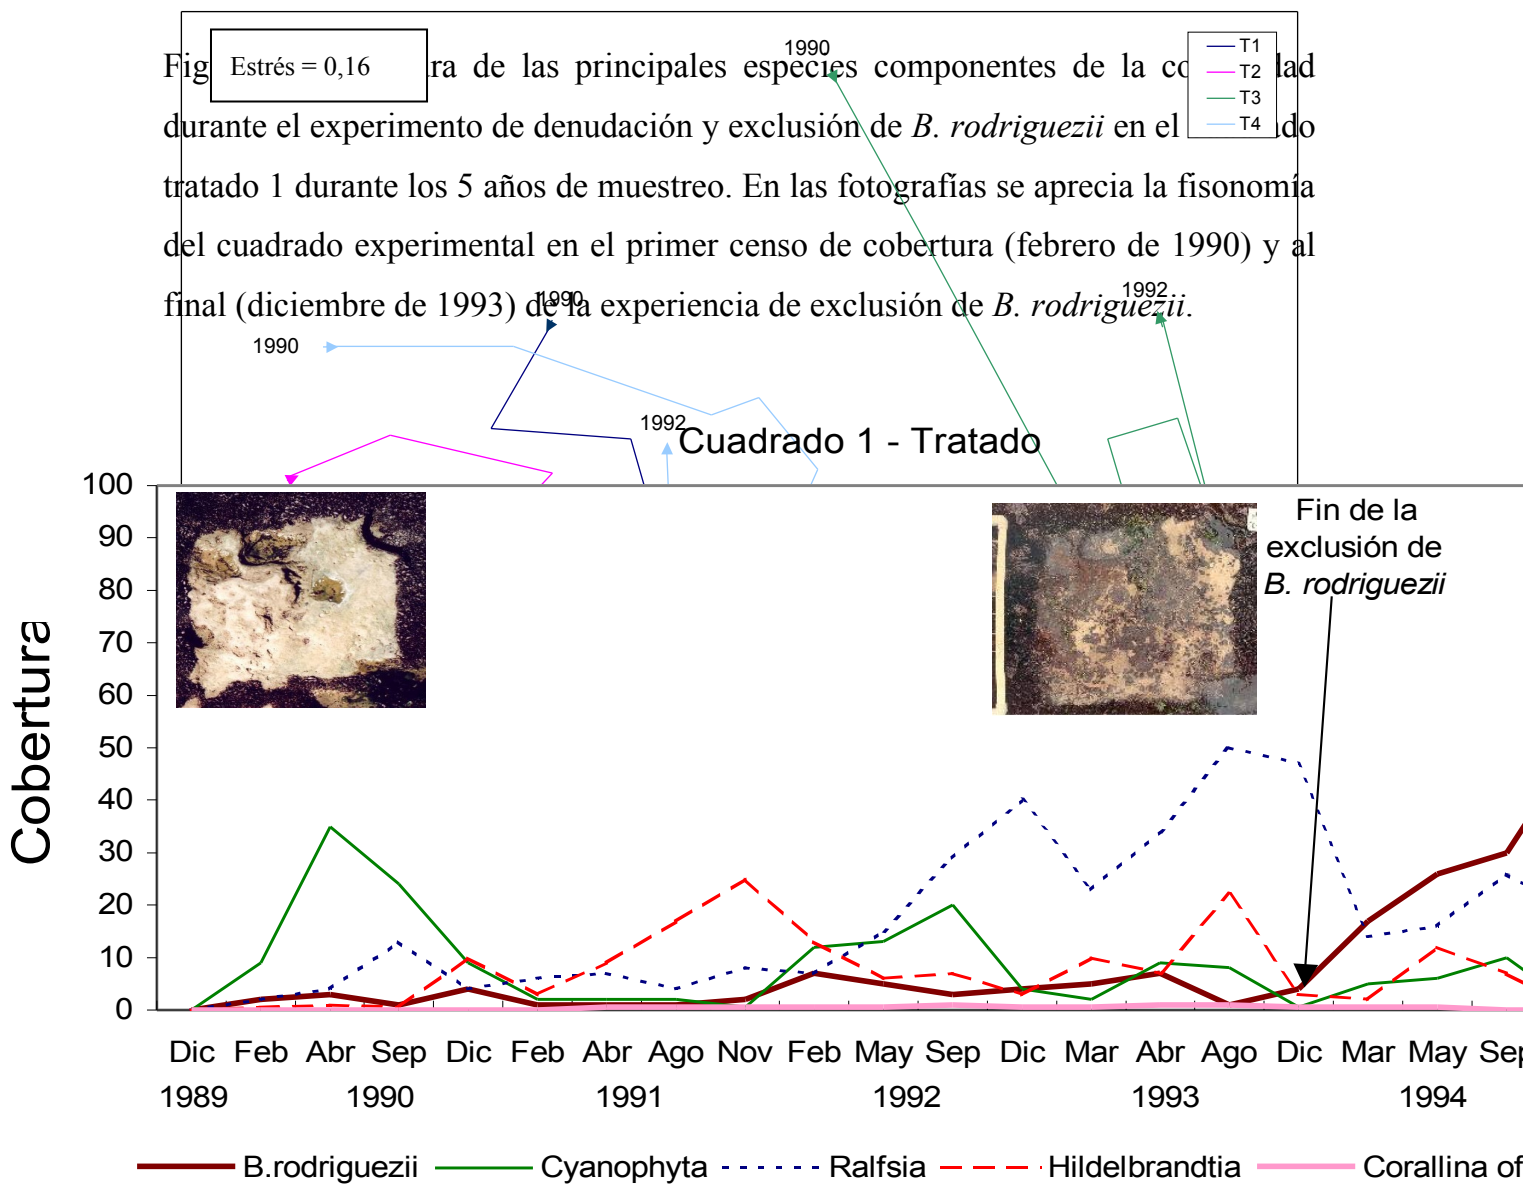 Estrés = 0,16
1990
T1
T2
T3
T4
de las principales especies componentes de la
durante el experimento de denudación y exclusión de B. rodriguezii en el
tratado 1 durante los 5 años de muestreo. En las fotografías se aprecia la fisonomía
del cuadrado experimental en el primer censo de cobertura (febrero de 1990) y al
final (diciembre de 1993) de la experiencia de exclusión de B. rodriguezii.
1990
1992
1990
1992
Cuadrado 1 - Tratado
Fin de la
exclusión de
B. rodriguezii
Cobertura
100
90
80
70
60
50
40
30
20
10
0
Dic Feb Abr Sep Dic Feb Abr Ago Nov Feb May Sep Dic Mar Abr Ago Dic Mar May Sep
1989 1990 1991 1992 1993 1994
B.rodriguezii Cyanophyta Ralfsia Hildelbrandtia Corallina of